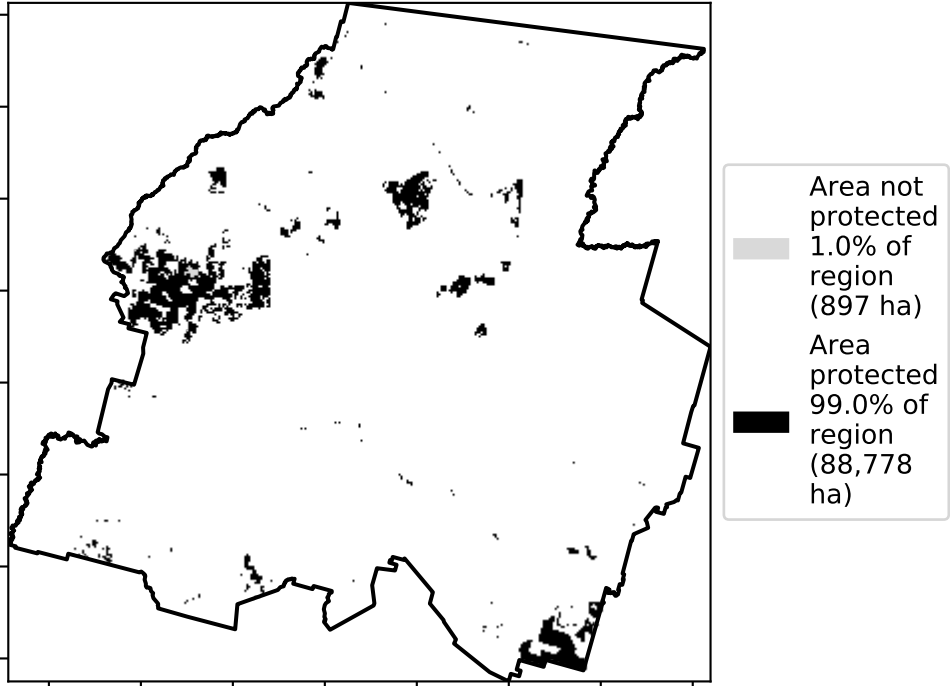 Area not
protected
1.0% of
region
(897 ha)
Area
protected
99.0% of
region
(88,778
ha)